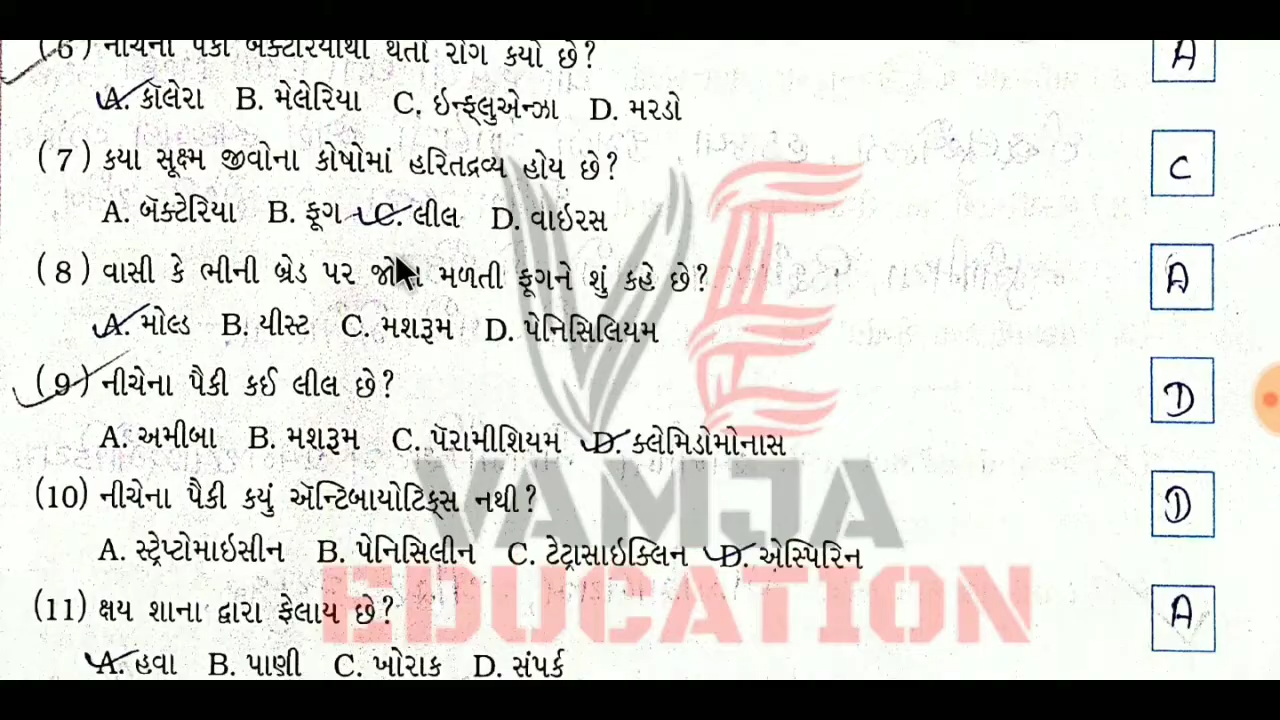 (6) નીચેના પૈકી બૅક્ટેરિયાથી થતો રોગ કયો છે? A
A. કૉલેરા B. મેલેરિયા C. ઇન્ફ્લુએન્ઝા D. મરડો
(7) કયા સૂક્ષ્મ જીવોના કોષોમાં હરિતદ્રવ્ય હોય છે? C
A. બૅક્ટેરિયા B. ફૂગ C. લીલ D. વાઇરસ
(8) વાસી કે ભીની બ્રેડ પર મળતી ફૂગને શું કહે છે? A
A. મોલ્ડ B. યીસ્ટ C. મશરૂમ D. પેનિસિલિયમ
(9) નીચેના પૈકી કઈ લીલ છે? D
A. અમીબા B. મશરૂમ C. પૅરામીશિયમ D. ક્લેમિડોમોનાસ
(10) નીચેના પૈકી કયું ઍન્ટિબાયોટિક્સ નથી? D
A. સ્ટ્રેપ્ટોમાઇસીન B. પેનિસિલીન C. ટેટ્રાસાઇક્લિન D. એસ્પિરિન
(11) ક્ષય શાના દ્વારા ફેલાય છે? A
A. હવા B. પાણી C. ખોરાક D. સંપર્ક
VAMJA
EDUCATION